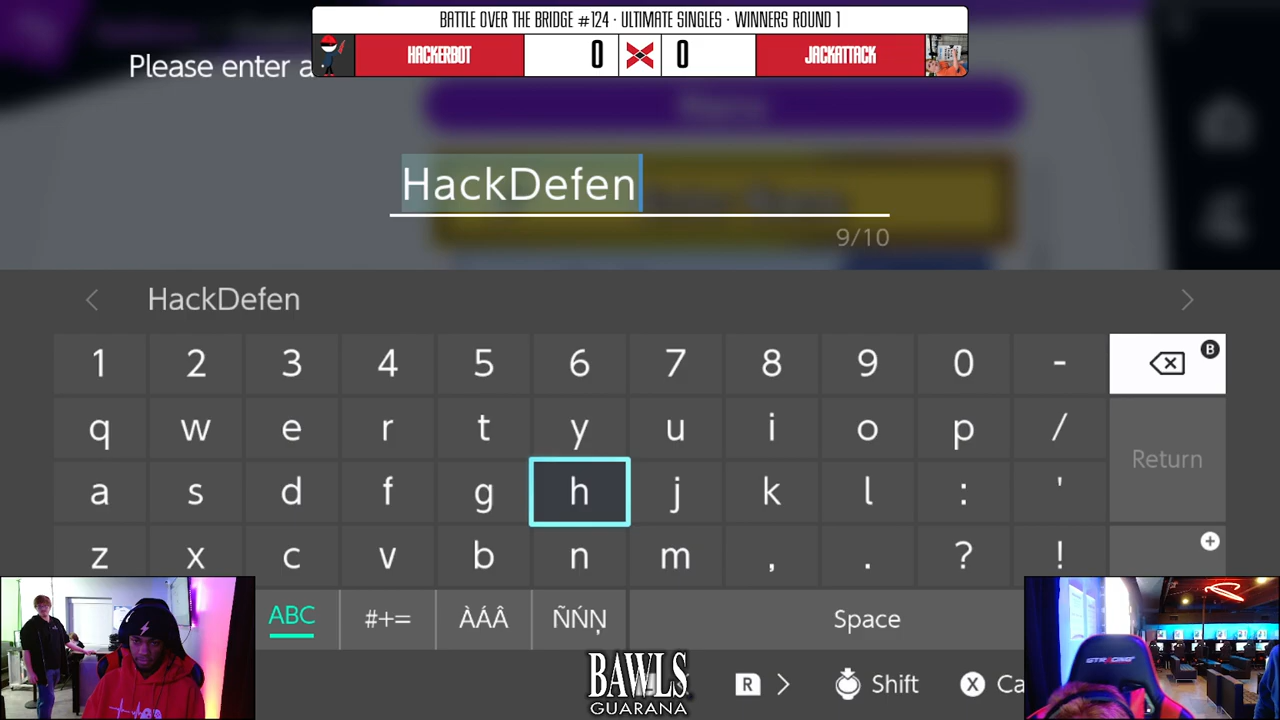 BATTLE OVER THE BRIDGE #124 · ULTIMATE SINGLES · WINNERS ROUND 1
HACKERBOT 0 0 JACKATTACK
Please enter a
HackDefen
9/10
HackDefen
1 2 3 4 5 6 7 8 9 0 - B
q w e r t y u i o p /
Return
a s d f g h j k l : '
z x c v b n m , . ? ! +
ABC #+= ÀÁÂ ÑŃŅ Space
BAWLS
GUARANA
R > Shift X Ca